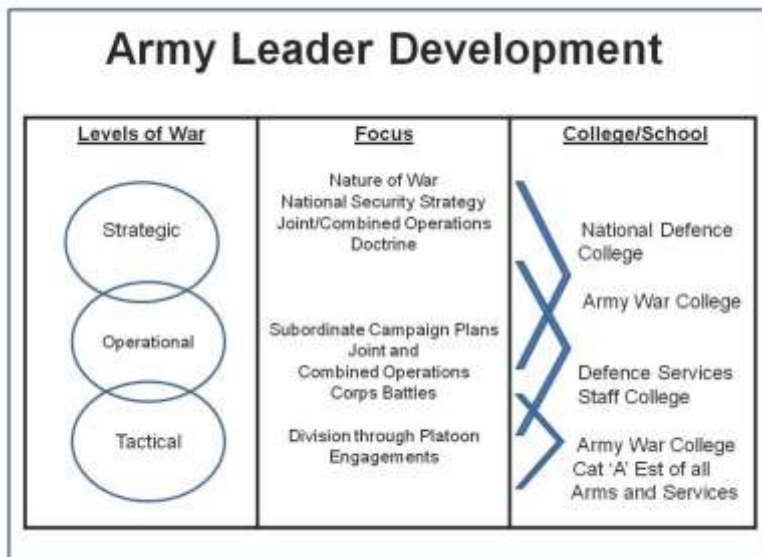 Army Leader Development
Levels of War
Strategic
Operational
Tactical
Focus
Nature of War
National Security Strategy
Joint/Combined Operations
Doctrine
Subordinate Campaign Plans
Joint and
Combined Operations
Corps Battles
Division through Platoon
Engagements
College/School
National Defence
College
Army War College
Defence Services
Staff College
Army War College
Cat ‘A’ Est of all
Arms and Services